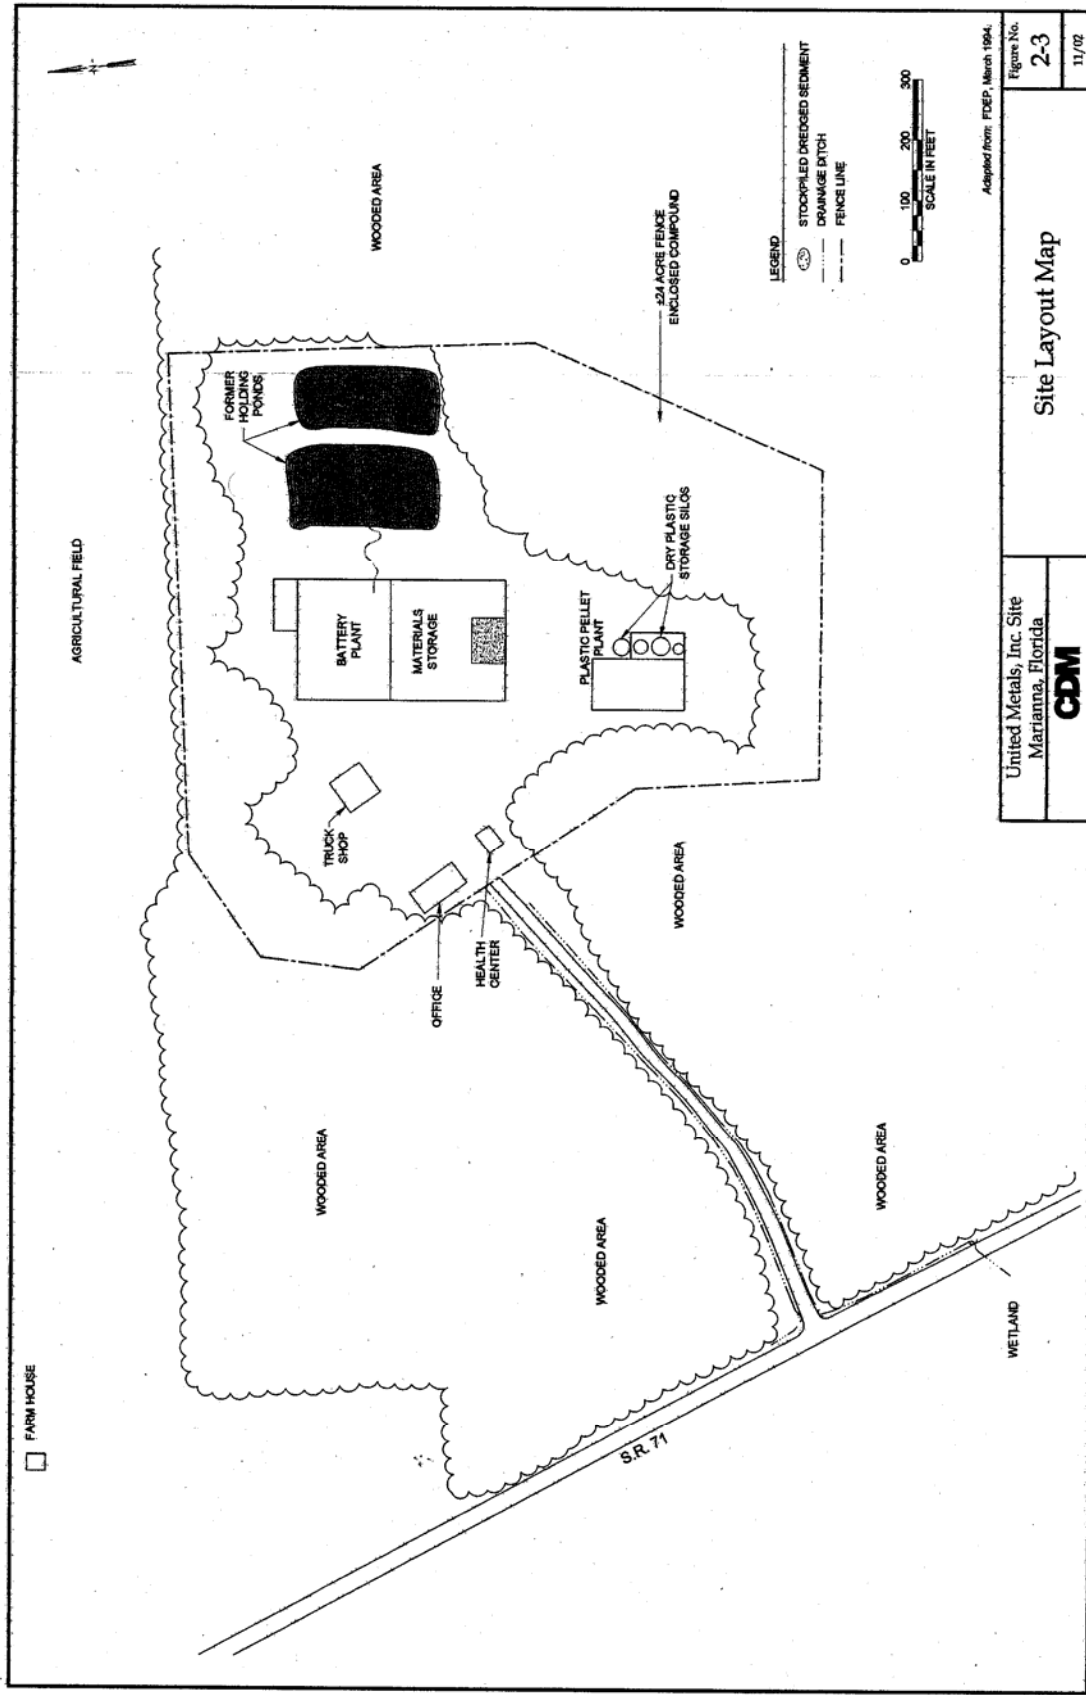 FARM HOUSE
AGRICULTURAL FIELD
N
WOODED AREA
FORMER
HOLDING
PONDS
BATTERY
PLANT
MATERIALS
STORAGE
TRUCK
SHOP
OFFICE
HEALTH
CENTER
PLASTIC PELLET
PLANT
DRY PLASTIC
STORAGE SILOS
±24 ACRE FENCE
ENCLOSED COMPOUND
WOODED AREA
WOODED AREA
WOODED AREA
WOODED AREA
S.R. 71
WETLAND
LEGEND
STOCKPILED DREDGED SEDIMENT
DRAINAGE DITCH
FENCE LINE
0 100 200 300
SCALE IN FEET
Adapted from: FDEP, March 1994.
United Metals, Inc. Site
Marianna, Florida
CDM
Site Layout Map
Figure No.
2-3
11/02